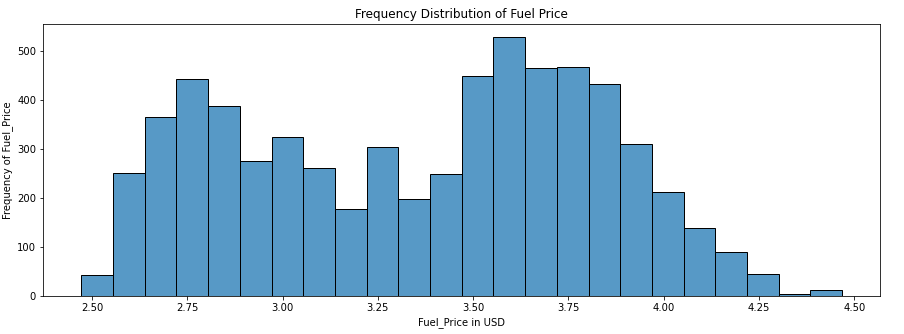 Frequency Distribution of Fuel Price
Frequency of Fuel_Price
500
400
300
200
100
0
2.50 2.75 3.00 3.25 3.50 3.75 4.00 4.25 4.50
Fuel_Price in USD